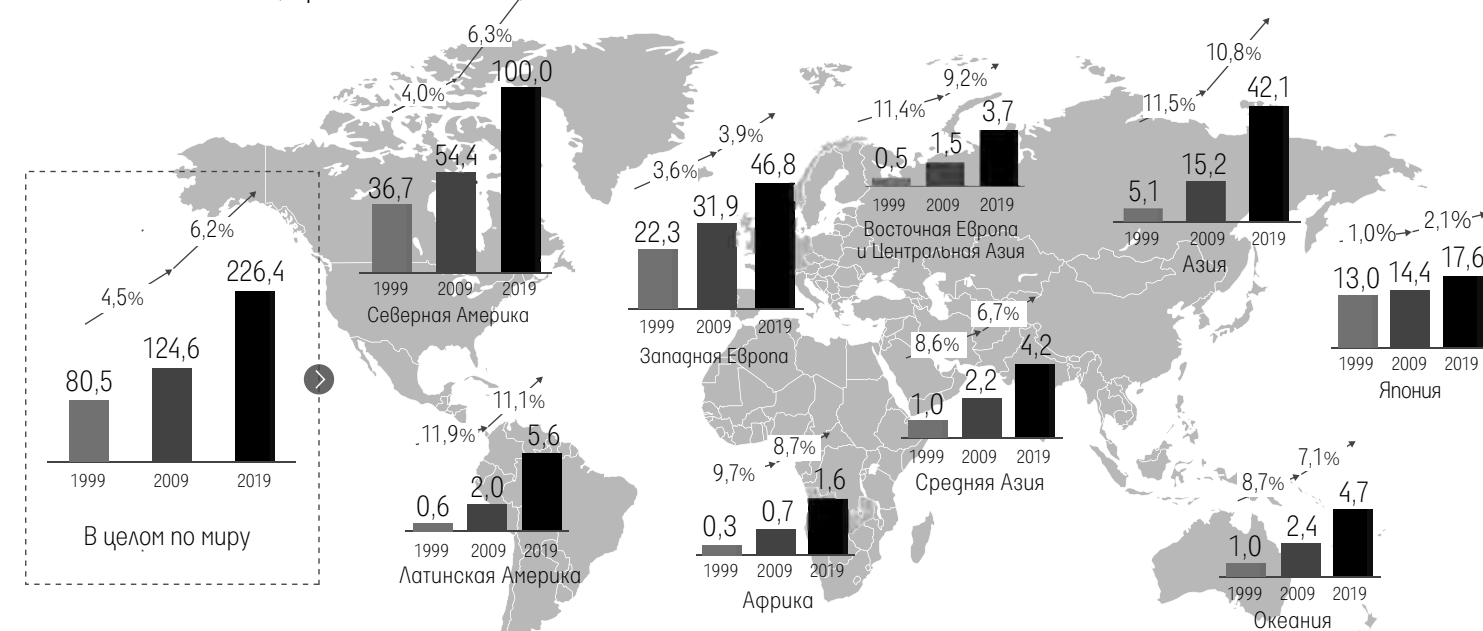 6,3%
4,0%
100,0
54,4
36,7
1999 2009 2019
Северная Америка
6,2%
4,5%
226,4
124,6
80,5
1999 2009 2019
В целом по миру
11,1%
11,9%
5,6
2,0
0,6
1999 2009 2019
Латинская Америка
3,9%
3,6%
46,8
31,9
22,3
1999 2009 2019
Западная Европа
9,2%
11,4%
3,7
1,5
0,5
1999 2009 2019
Восточная Европа
и Центральная Азия
10,8%
11,5%
42,1
15,2
5,1
1999 2009 2019
Азия
2,1%
1,0%
17,6
14,4
13,0
1999 2009 2019
Япония
6,7%
8,6%
4,2
2,2
1,0
1999 2009 2019
Средняя Азия
8,7%
9,7%
1,6
0,7
0,3
1999 2009 2019
Африка
7,1%
8,7%
4,7
2,4
1,0
1999 2009 2019
Океания